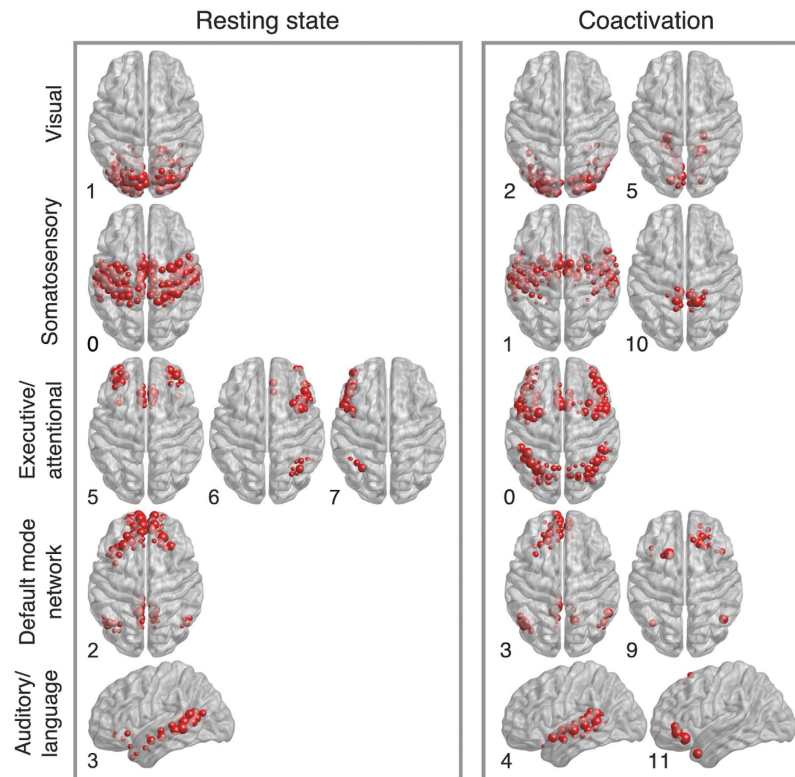 Resting state
Coactivation
Visual
1
2
5
Somatosensory
0
1
10
Executive/
attentional
5
6
7
0
Default mode
network
2
3
9
Auditory/
language
3
4
11